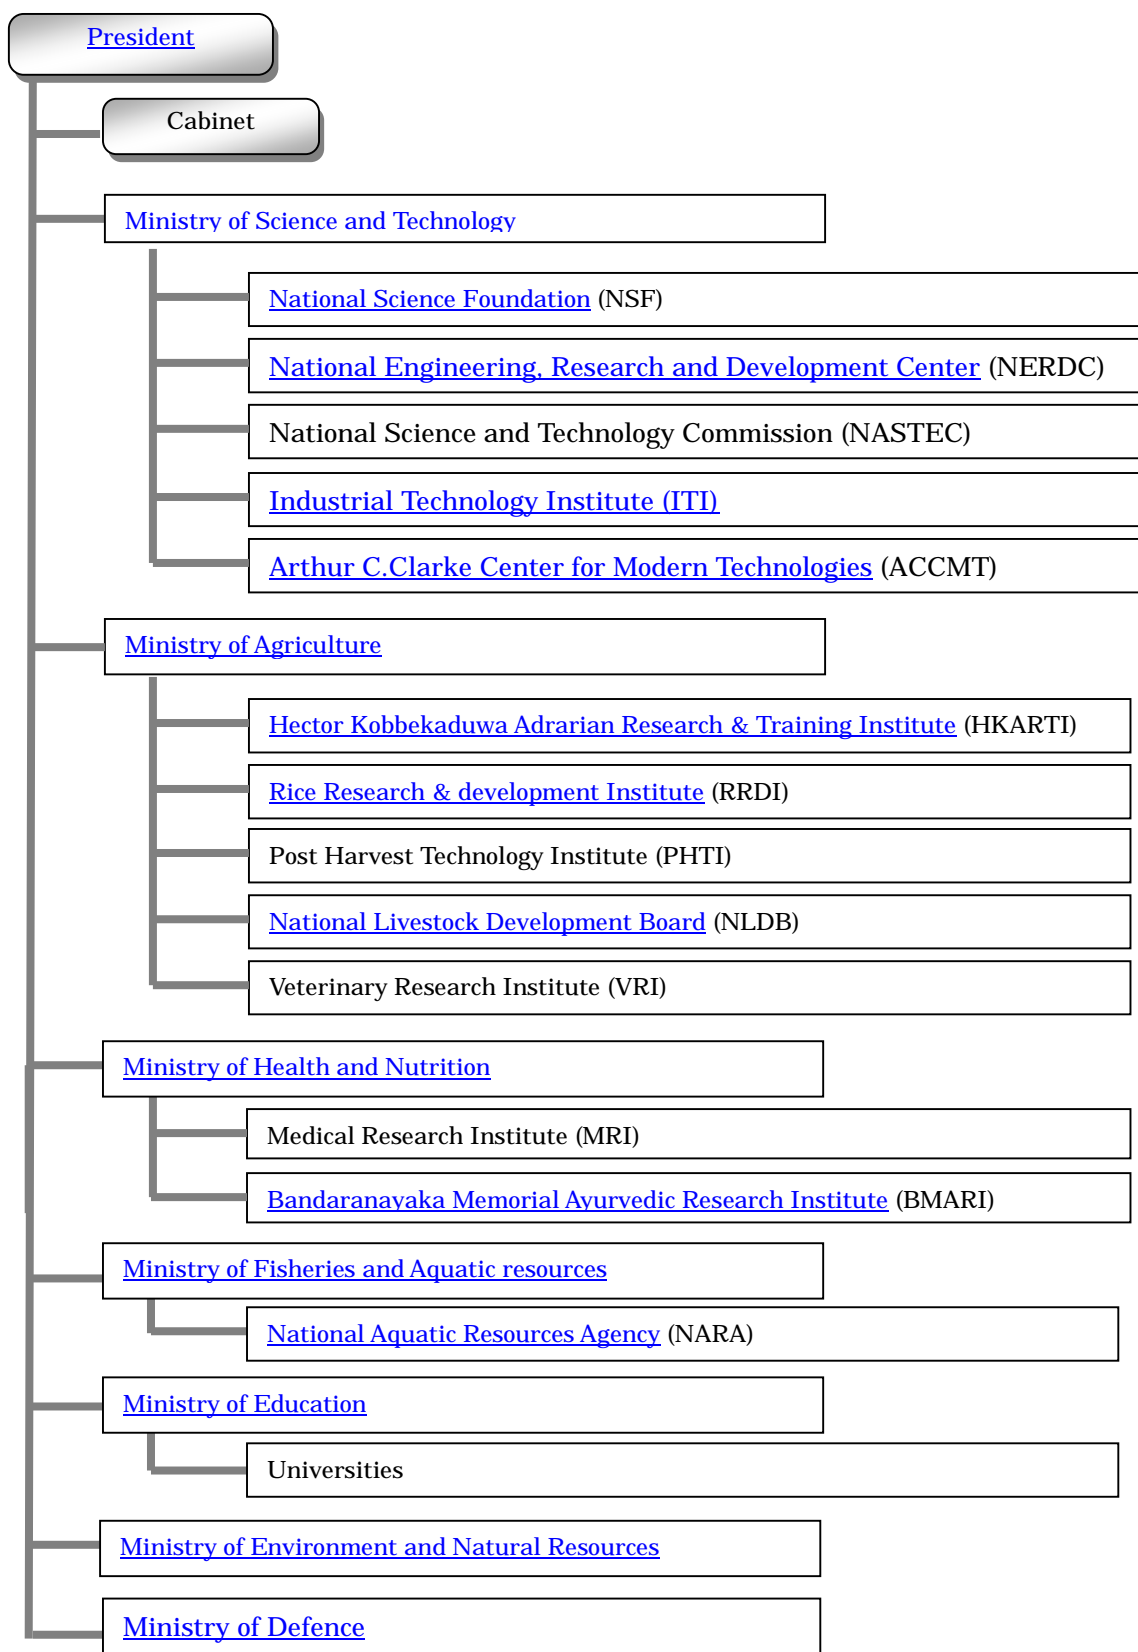 President
Cabinet
Ministry of Science and Technology
National Science Foundation (NSF)
National Engineering, Research and Development Center (NERDC)
National Science and Technology Commission (NASTEC)
Industrial Technology Institute (ITI)
Arthur C.Clarke Center for Modern Technologies (ACCMT)
Ministry of Agriculture
Hector Kobbekaduwa Adrarian Research & Training Institute (HKARTI)
Rice Research & development Institute (RRDI)
Post Harvest Technology Institute (PHTI)
National Livestock Development Board (NLDB)
Veterinary Research Institute (VRI)
Ministry of Health and Nutrition
Medical Research Institute (MRI)
Bandaranayaka Memorial Ayurvedic Research Institute (BMARI)
Ministry of Fisheries and Aquatic resources
National Aquatic Resources Agency (NARA)
Ministry of Education
Universities
Ministry of Environment and Natural Resources
Ministry of Defence